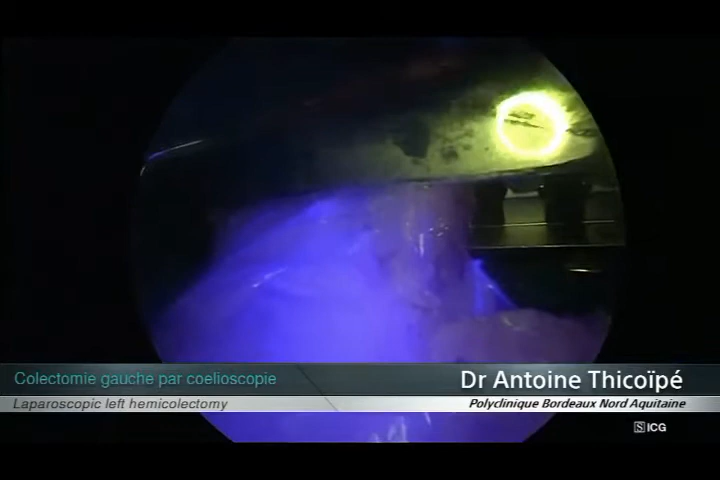 Colectomie gauche par coelioscopie
Dr Antoine Thicoïpé
Laparoscopic left hemicolectomy
Polyclinique Bordeaux Nord Aquitaine
S ICG